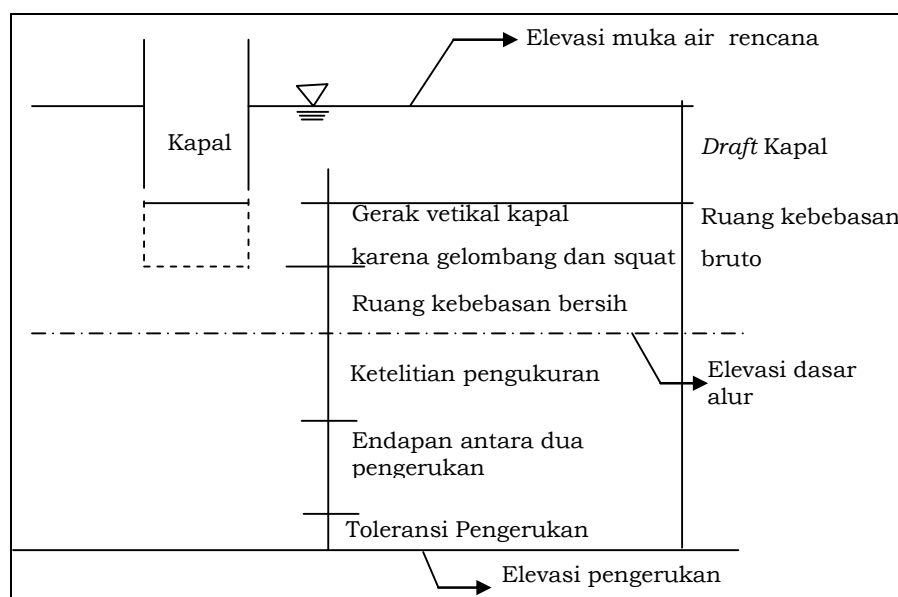 Elevasi muka air rencana
Kapal
Draft Kapal
Gerak vetikal kapal
karena gelombang dan squat
Ruang kebebasan
bruto
Ruang kebebasan bersih
Ketelitian pengukuran
Elevasi dasar
alur
Endapan antara dua
pengerukan
Toleransi Pengerukan
Elevasi pengerukan